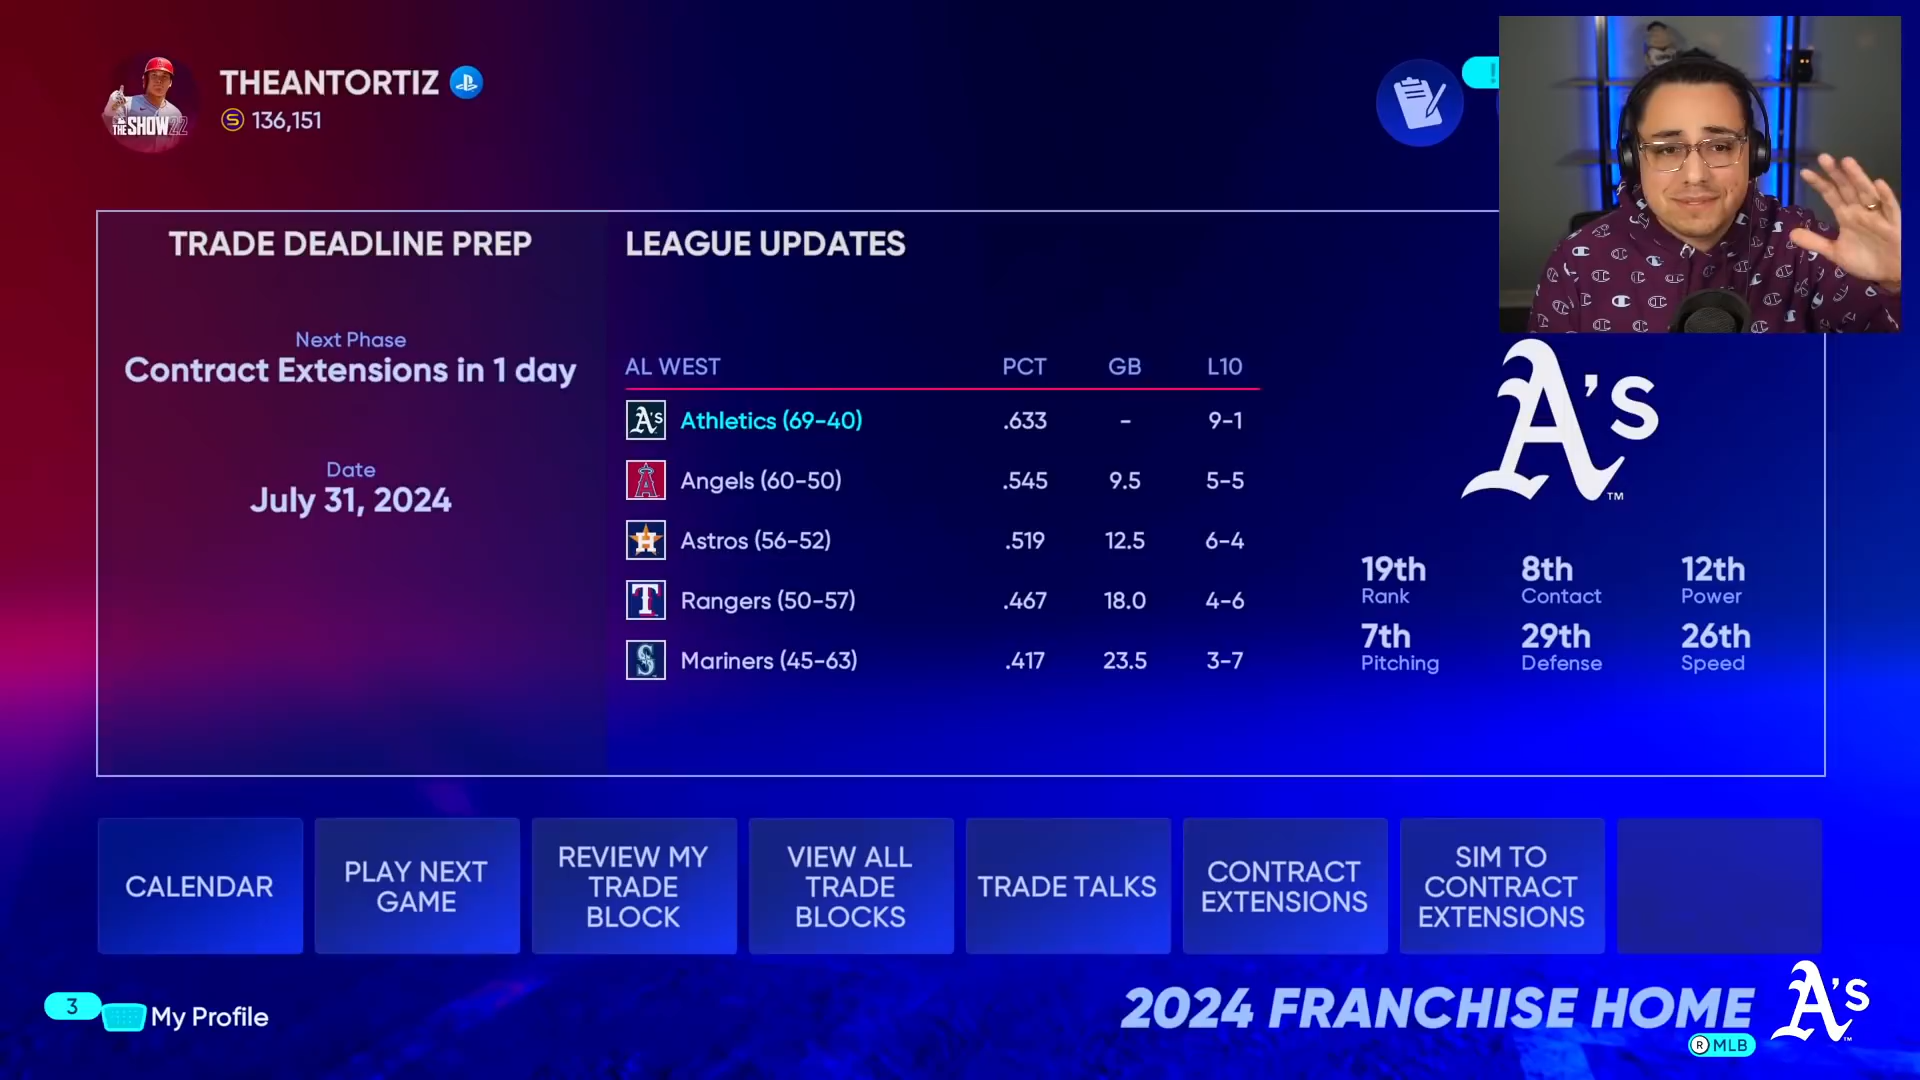 THEANTORTIZ
136,151
THE SHOW 22
TRADE DEADLINE PREP
Next Phase
Contract Extensions in 1 day
Date
July 31, 2024
LEAGUE UPDATES
AL WEST PCT GB L10
A's Athletics (69-40) .633 - 9-1
Angels (60-50) .545 9.5 5-5
Astros (56-52) .519 12.5 6-4
Rangers (50-57) .467 18.0 4-6
Mariners (45-63) .417 23.5 3-7
A's™
19th 8th 12th
Rank Contact Power
7th 29th 26th
Pitching Defense Speed
CALENDAR
PLAY NEXT
GAME
REVIEW MY
TRADE
BLOCK
VIEW ALL
TRADE
BLOCKS
TRADE TALKS
CONTRACT
EXTENSIONS
SIM TO
CONTRACT
EXTENSIONS
3 My Profile
2024 FRANCHISE HOME A's™
R MLB